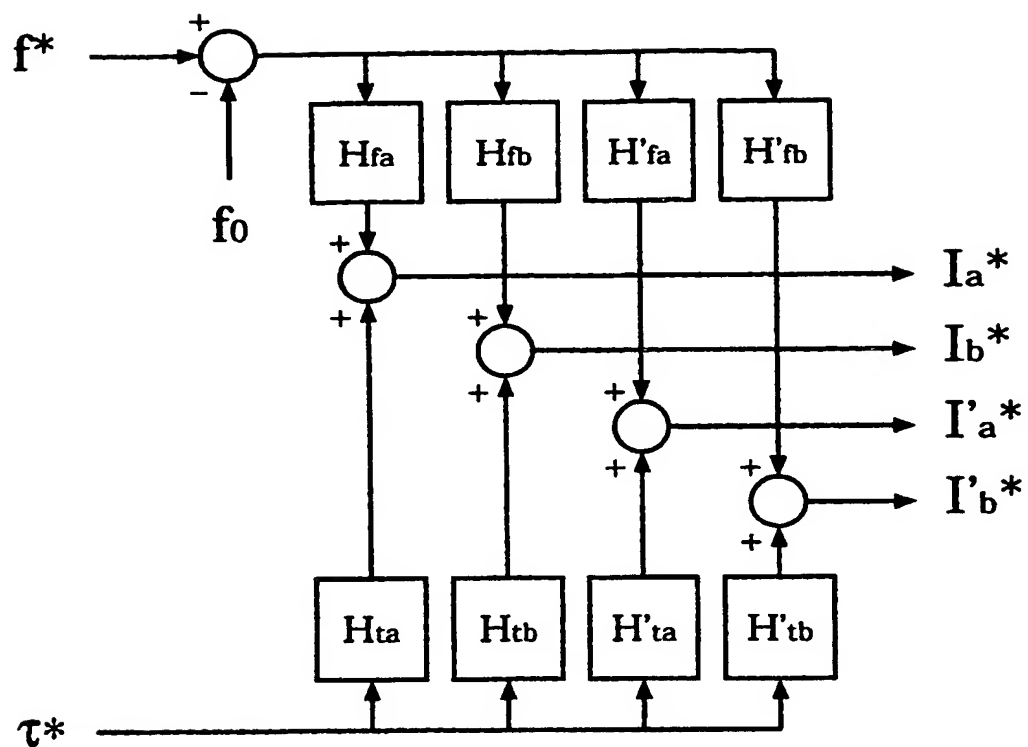 +
f*
−
f0
Hfa Hfb H'fa H'fb
+
+
Ia*
+
+
Ib*
+
+
I'a*
+
+
I'b*
Hta Htb H'ta H'tb
τ*